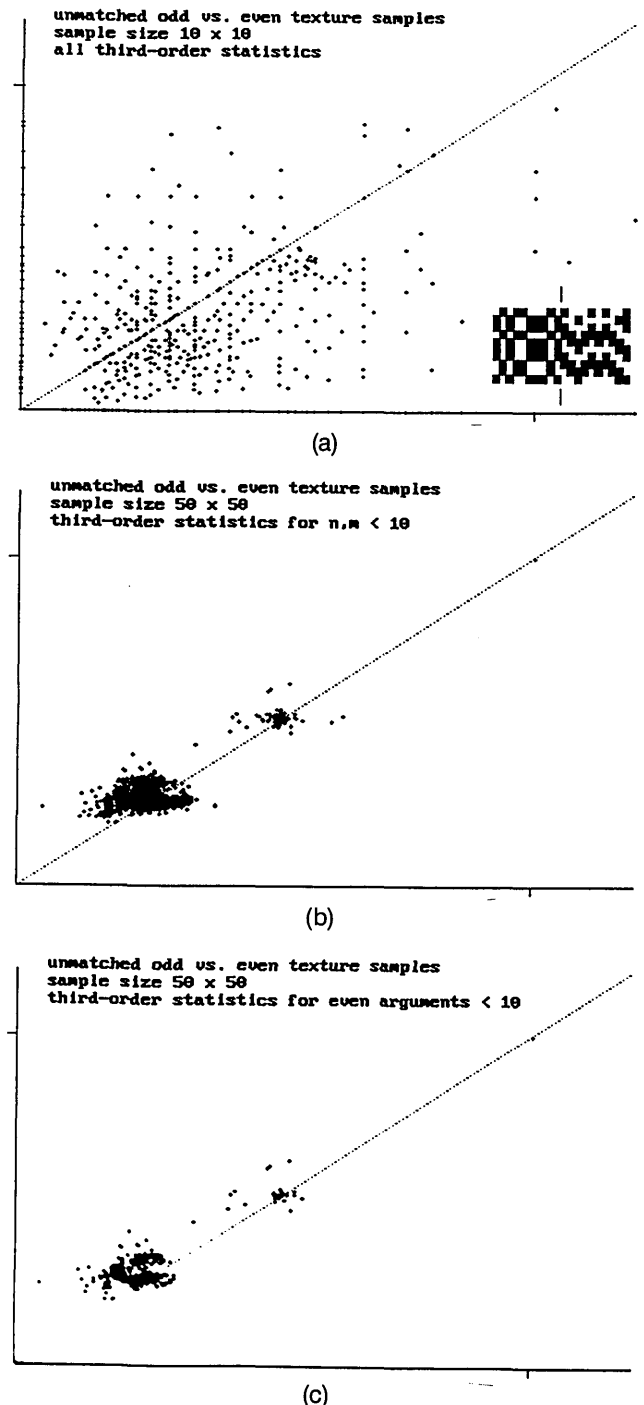 unmatched odd vs. even texture samples
sample size 10 x 10
all third-order statistics
(a)
unmatched odd vs. even texture samples
sample size 50 x 50
third-order statistics for n,m < 10
(b)
unmatched odd vs. even texture samples
sample size 50 x 50
third-order statistics for even arguments < 10
(c)